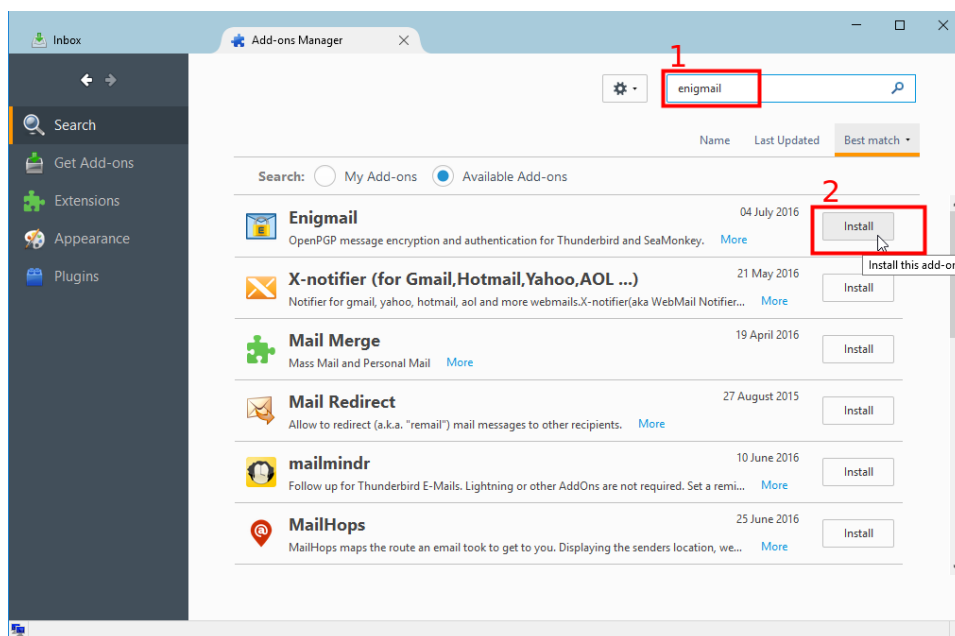 Inbox
Add-ons Manager
1
enigmail
Search
Get Add-ons
Extensions
Appearance
Plugins
Name Last Updated Best match
Search: My Add-ons Available Add-ons
2
Enigmail 04 July 2016 Install
OpenPGP message encryption and authentication for Thunderbird and SeaMonkey. More
Install this add-on
X-notifier (for Gmail,Hotmail,Yahoo,AOL ...) 21 May 2016 Install
Notifier for gmail, yahoo, hotmail, aol and more webmails.X-notifier(aka WebMail Notifier... More
Mail Merge 19 April 2016 Install
Mass Mail and Personal Mail More
Mail Redirect 27 August 2015 Install
Allow to redirect (a.k.a. "remail") mail messages to other recipients. More
mailmindr 10 June 2016 Install
Follow up for Thunderbird E-Mails. Lightning or other AddOns are not required. Set a remi... More
MailHops 25 June 2016 Install
MailHops maps the route an email took to get to you. Displaying the senders location, we... More